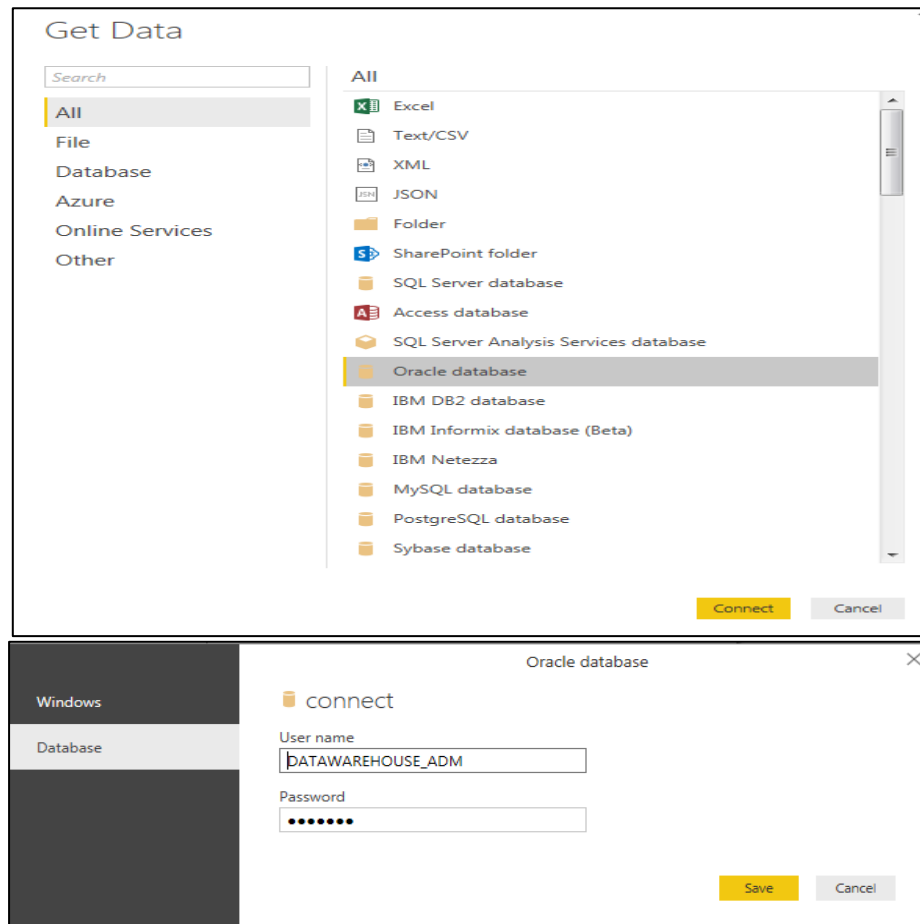 Get Data
Search
All
File
Database
Azure
Online Services
Other
All
Excel
Text/CSV
XML
JSON
Folder
SharePoint folder
SQL Server database
Access database
SQL Server Analysis Services database
Oracle database
IBM DB2 database
IBM Informix database (Beta)
IBM Netezza
MySQL database
PostgreSQL database
Sybase database
Connect
Cancel
Oracle database
Windows
Database
connect
User name
DATAWAREHOUSE_ADM
Password
•••••••
Save
Cancel